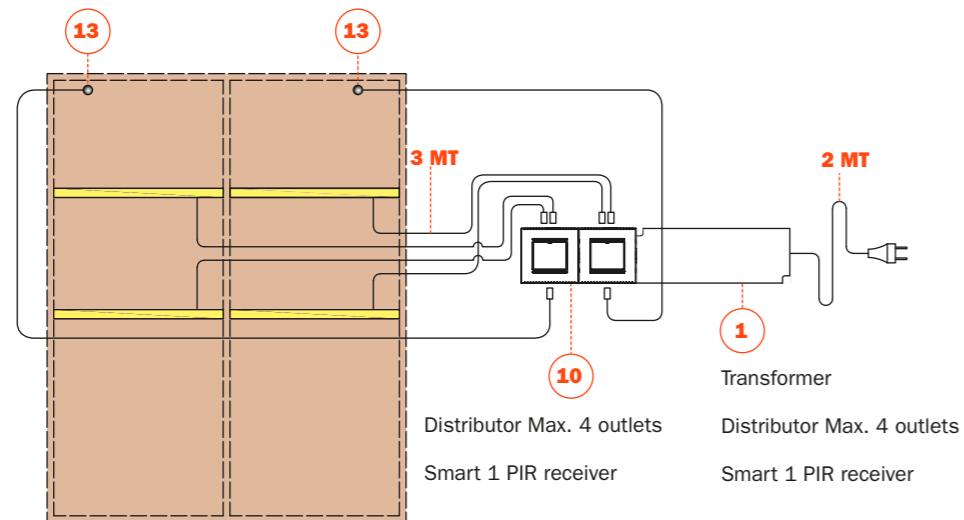 13
13
3 MT
2 MT
10
1
Distributor Max. 4 outlets
Smart 1 PIR receiver
Transformer
Distributor Max. 4 outlets
Smart 1 PIR receiver